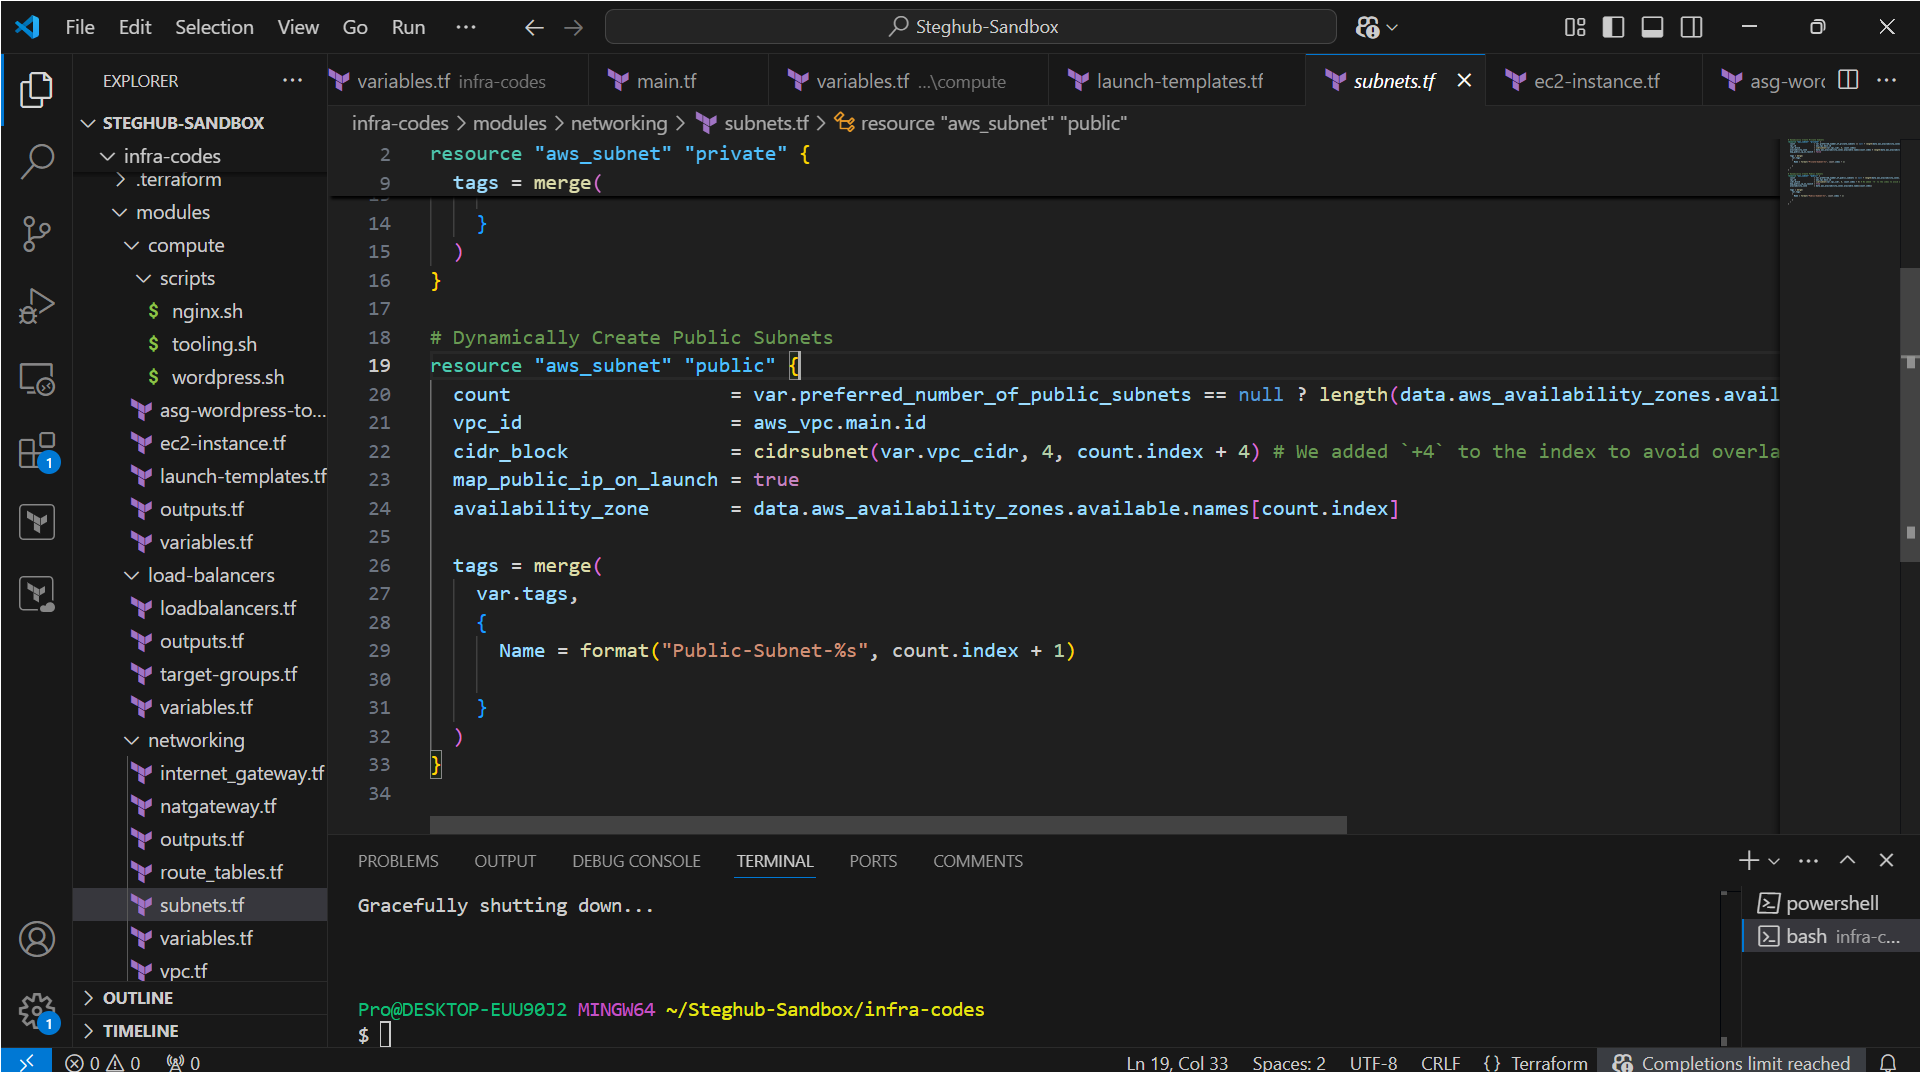 File Edit Selection View Go Run ... Steghub-Sandbox
EXPLORER
STEGHUB-SANDBOX
infra-codes
.terraform
modules
compute
scripts
$ nginx.sh
$ tooling.sh
$ wordpress.sh
asg-wordpress-to...
ec2-instance.tf
launch-templates.tf
outputs.tf
variables.tf
load-balancers
loadbalancers.tf
outputs.tf
target-groups.tf
variables.tf
networking
internet_gateway.tf
natgateway.tf
outputs.tf
route_tables.tf
subnets.tf
variables.tf
vpc.tf
OUTLINE
TIMELINE
1
1
variables.tf infra-codes main.tf variables.tf ...\compute launch-templates.tf subnets.tf ec2-instance.tf asg-wor
infra-codes > modules > networking > subnets.tf > resource "aws_subnet" "public"
2 resource "aws_subnet" "private" {
9 tags = merge(
14 }
15 )
16 }
17
18 # Dynamically Create Public Subnets
19 resource "aws_subnet" "public" {
20 count = var.preferred_number_of_public_subnets == null ? length(data.aws_availability_zones.avail
21 vpc_id = aws_vpc.main.id
22 cidr_block = cidrsubnet(var.vpc_cidr, 4, count.index + 4) # We added `+4` to the index to avoid overla
23 map_public_ip_on_launch = true
24 availability_zone = data.aws_availability_zones.available.names[count.index]
25
26 tags = merge(
27 var.tags,
28 {
29 Name = format("Public-Subnet-%s", count.index + 1)
30
31 }
32 )
33 }
34
PROBLEMS OUTPUT DEBUG CONSOLE TERMINAL PORTS COMMENTS
Gracefully shutting down...
Pro@DESKTOP-EUU90J2 MINGW64 ~/Steghub-Sandbox/infra-codes
$
powershell
bash infra-c...
0 0 0 Ln 19, Col 33 Spaces: 2 UTF-8 CRLF {} Terraform Completions limit reached